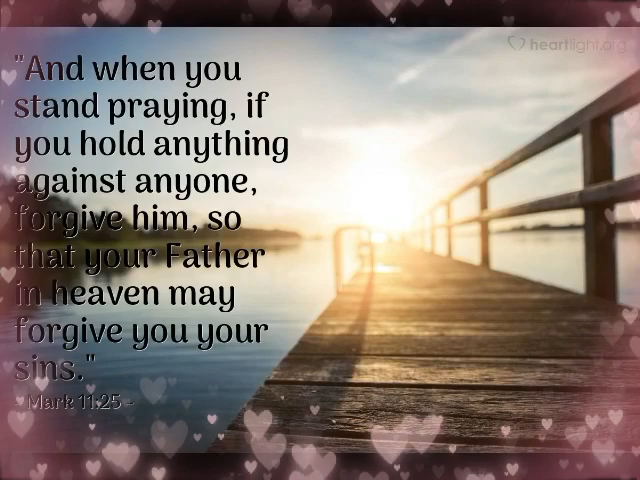 heartlight.org
"And when you
stand praying, if
you hold anything
against anyone,
forgive him, so
that your Father
in heaven may
forgive you your
sins."
- Mark 11:25 -